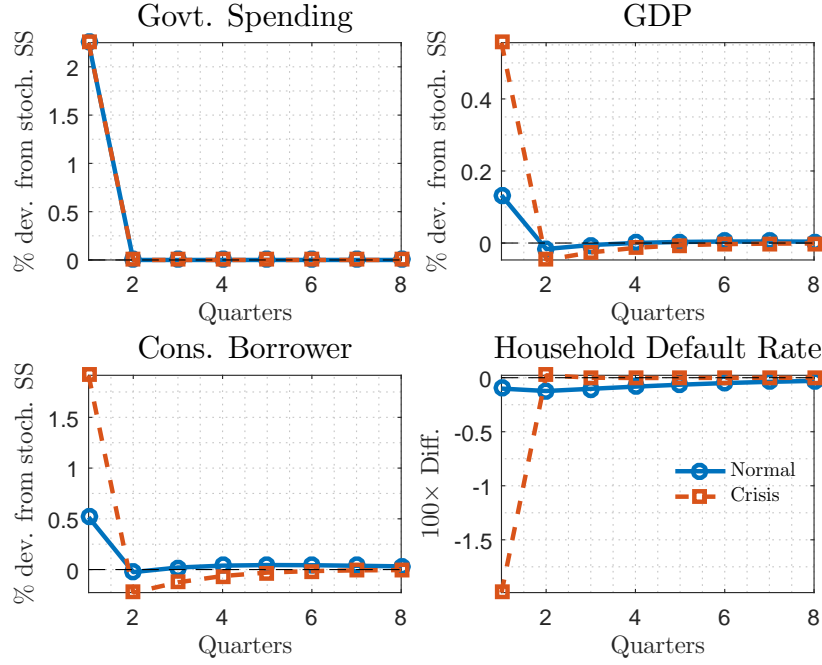 Govt. Spending
% dev. from stoch. SS
2
1.5
1
0.5
0
2 4 6 8
Quarters
GDP
% dev. from stoch. SS
0.4
0.2
0
2 4 6 8
Quarters
Cons. Borrower
% dev. from stoch. SS
1.5
1
0.5
0
2 4 6 8
Quarters
Household Default Rate
100× Diff.
0
-0.5
-1
-1.5
Normal
Crisis
2 4 6 8
Quarters